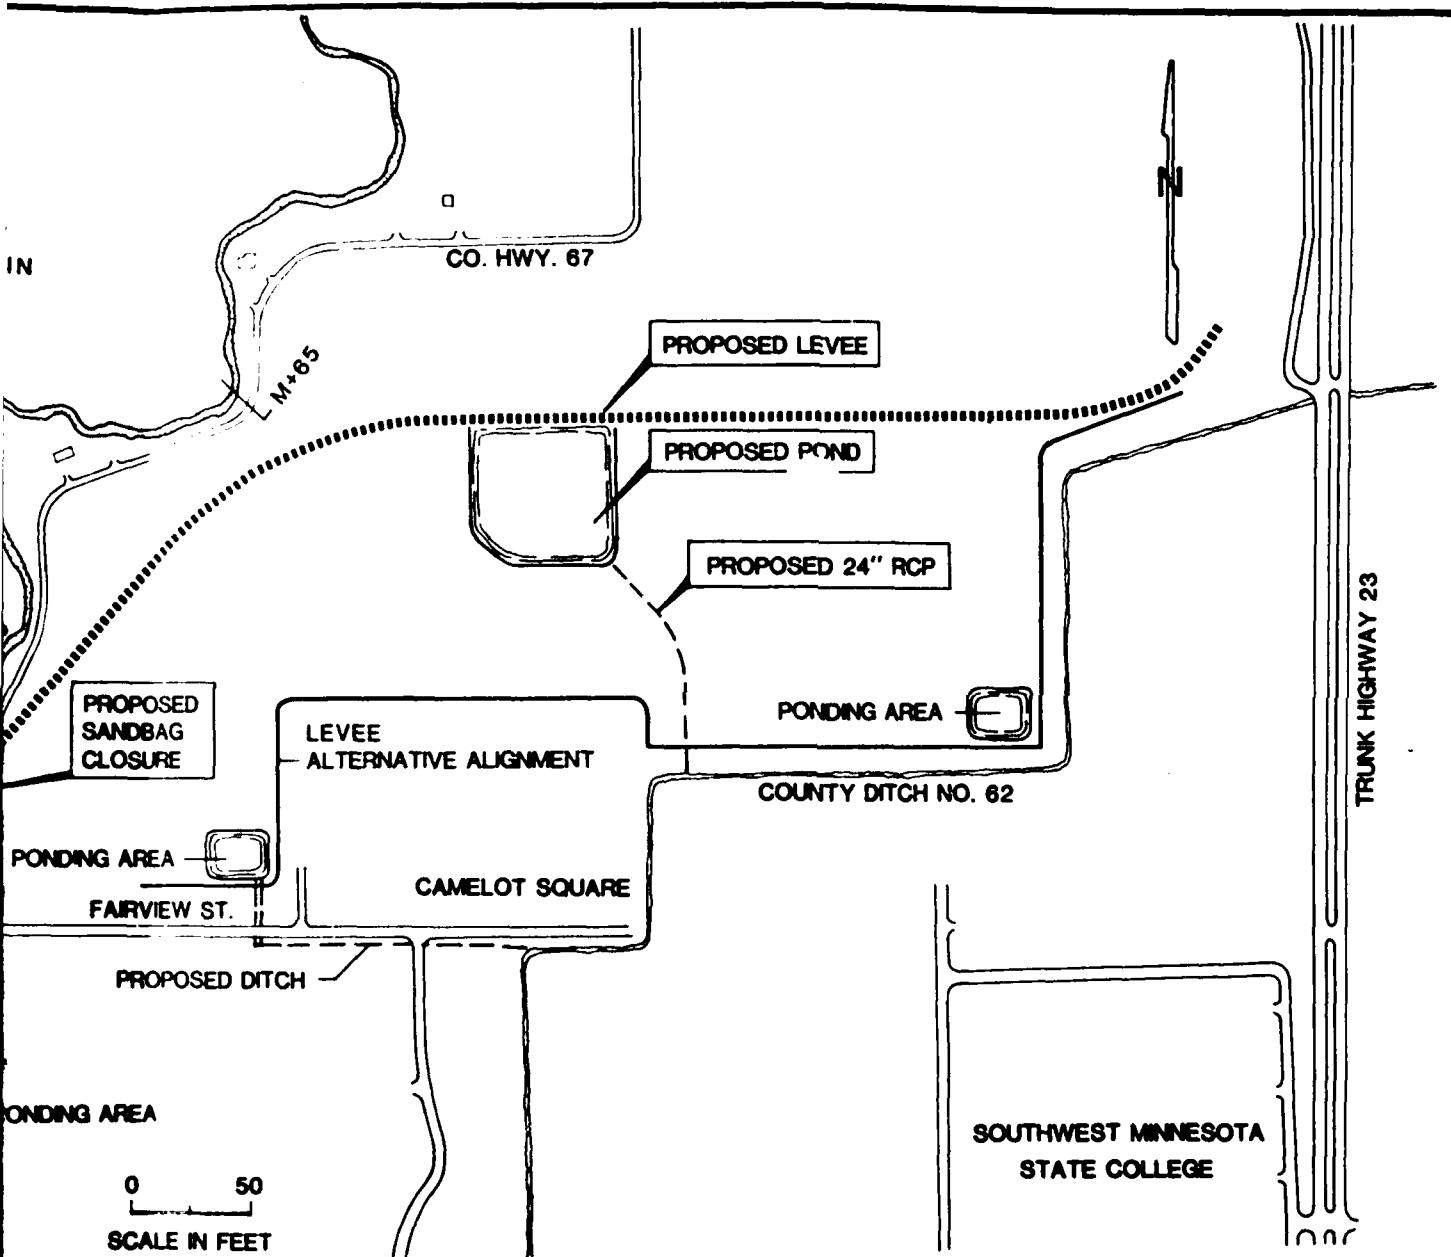 N
IN
CO. HWY. 67
M+65
PROPOSED LEVEE
PROPOSED POND
PROPOSED 24" RCP
TRUNK HIGHWAY 23
PROPOSED
SANDBAG
CLOSURE
LEVEE
ALTERNATIVE ALIGNMENT
PONDING AREA
COUNTY DITCH NO. 62
PONDING AREA
CAMELOT SQUARE
FAIRVIEW ST.
PROPOSED DITCH
ONDING AREA
SOUTHWEST MINNESOTA
STATE COLLEGE
0 50
SCALE IN FEET